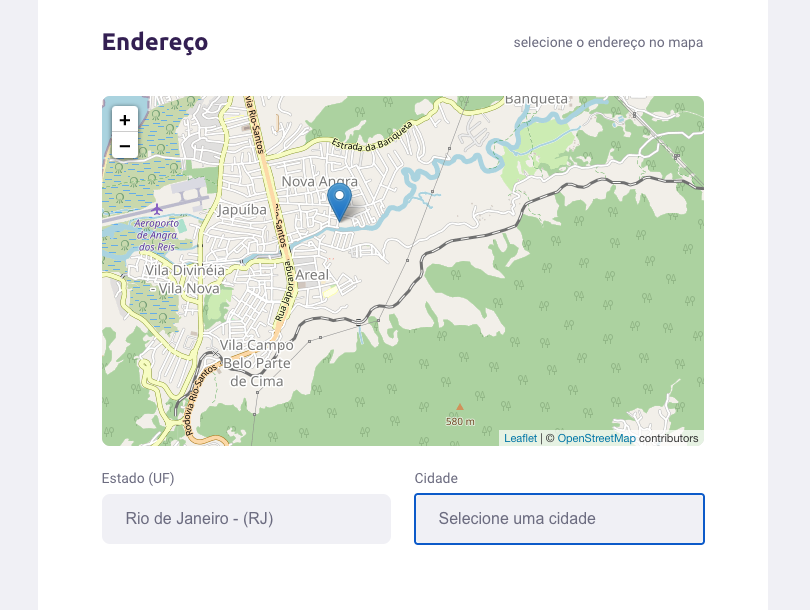 Endereço
selecione o endereço no mapa
+
−
Banqueta
via Rio-Santos
Estrada da Banqueta
Nova Angra
Japuíba
Aeroporto
de Angra
dos Reis
Rio-Santos
Vila Divinéia
- Vila Nova
Areal
Rua Japoranga
Vila Campo
Belo Parte
de Cima
Rodovia Rio-Santos
580 m
Leaflet | © OpenStreetMap contributors
Estado (UF)
Cidade
Rio de Janeiro - (RJ)
Selecione uma cidade